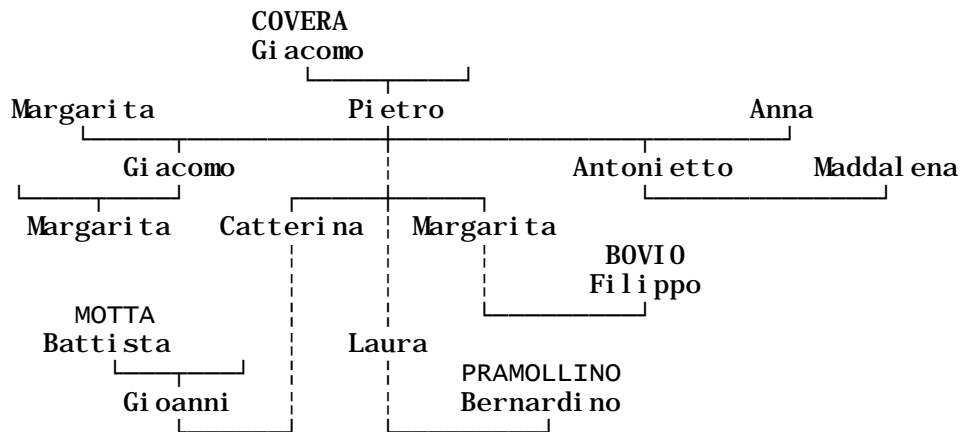 COVERA
Giacomo
Margarita Pietro Anna
Giacomo Antonietto Maddalena
Margarita Catterina Margarita
BOVIO
Filippo
MOTTA
Battista Laura
PRAMOLLINO
Gioanni Bernardino